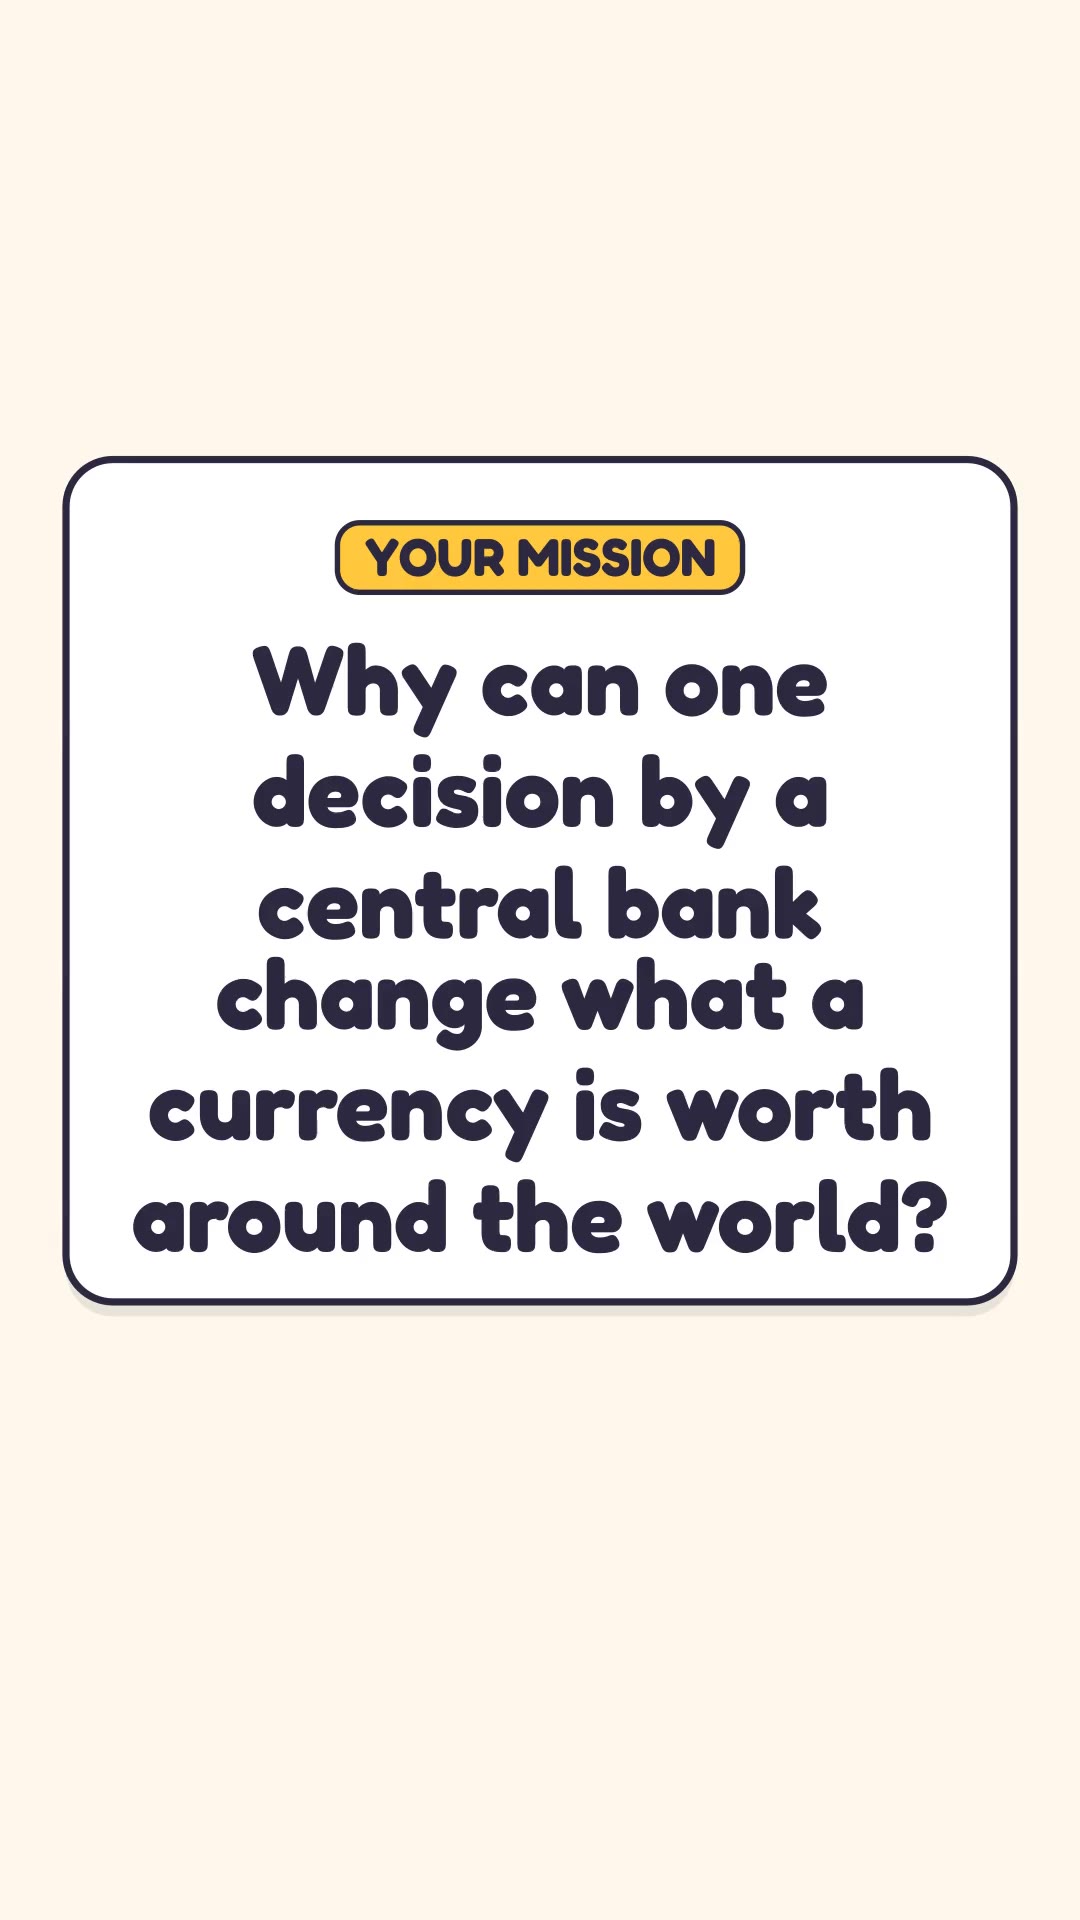 YOUR MISSION
Why can one
decision by a
central bank
change what a
currency is worth
around the world?